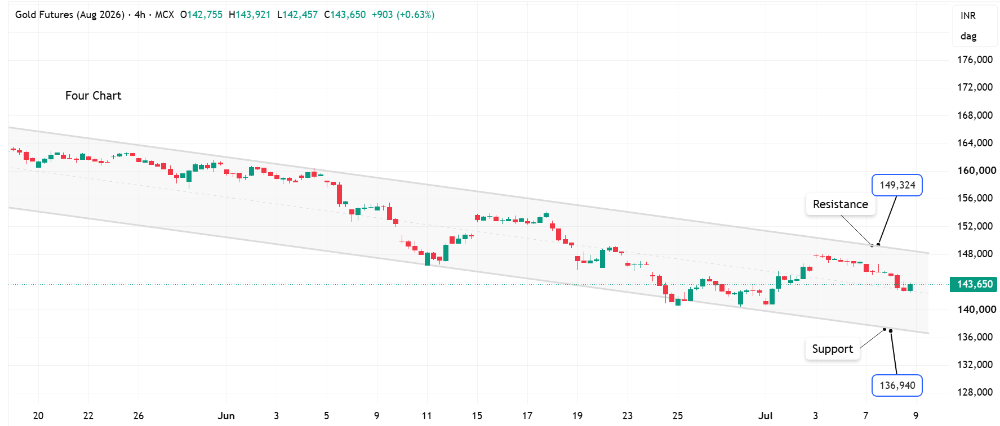 Gold Futures (Aug 2026) · 4h · MCX O142,755 H143,921 L142,457 C143,650 +903 (+0.63%)
INR
dag
Four Chart
176,000
172,000
168,000
164,000
160,000
156,000
152,000
148,000
143,650
140,000
136,000
132,000
128,000
149,324
Resistance
Support
136,940
20 22 26 Jun 3 5 9 11 15 17 19 23 25 Jul 3 7 9